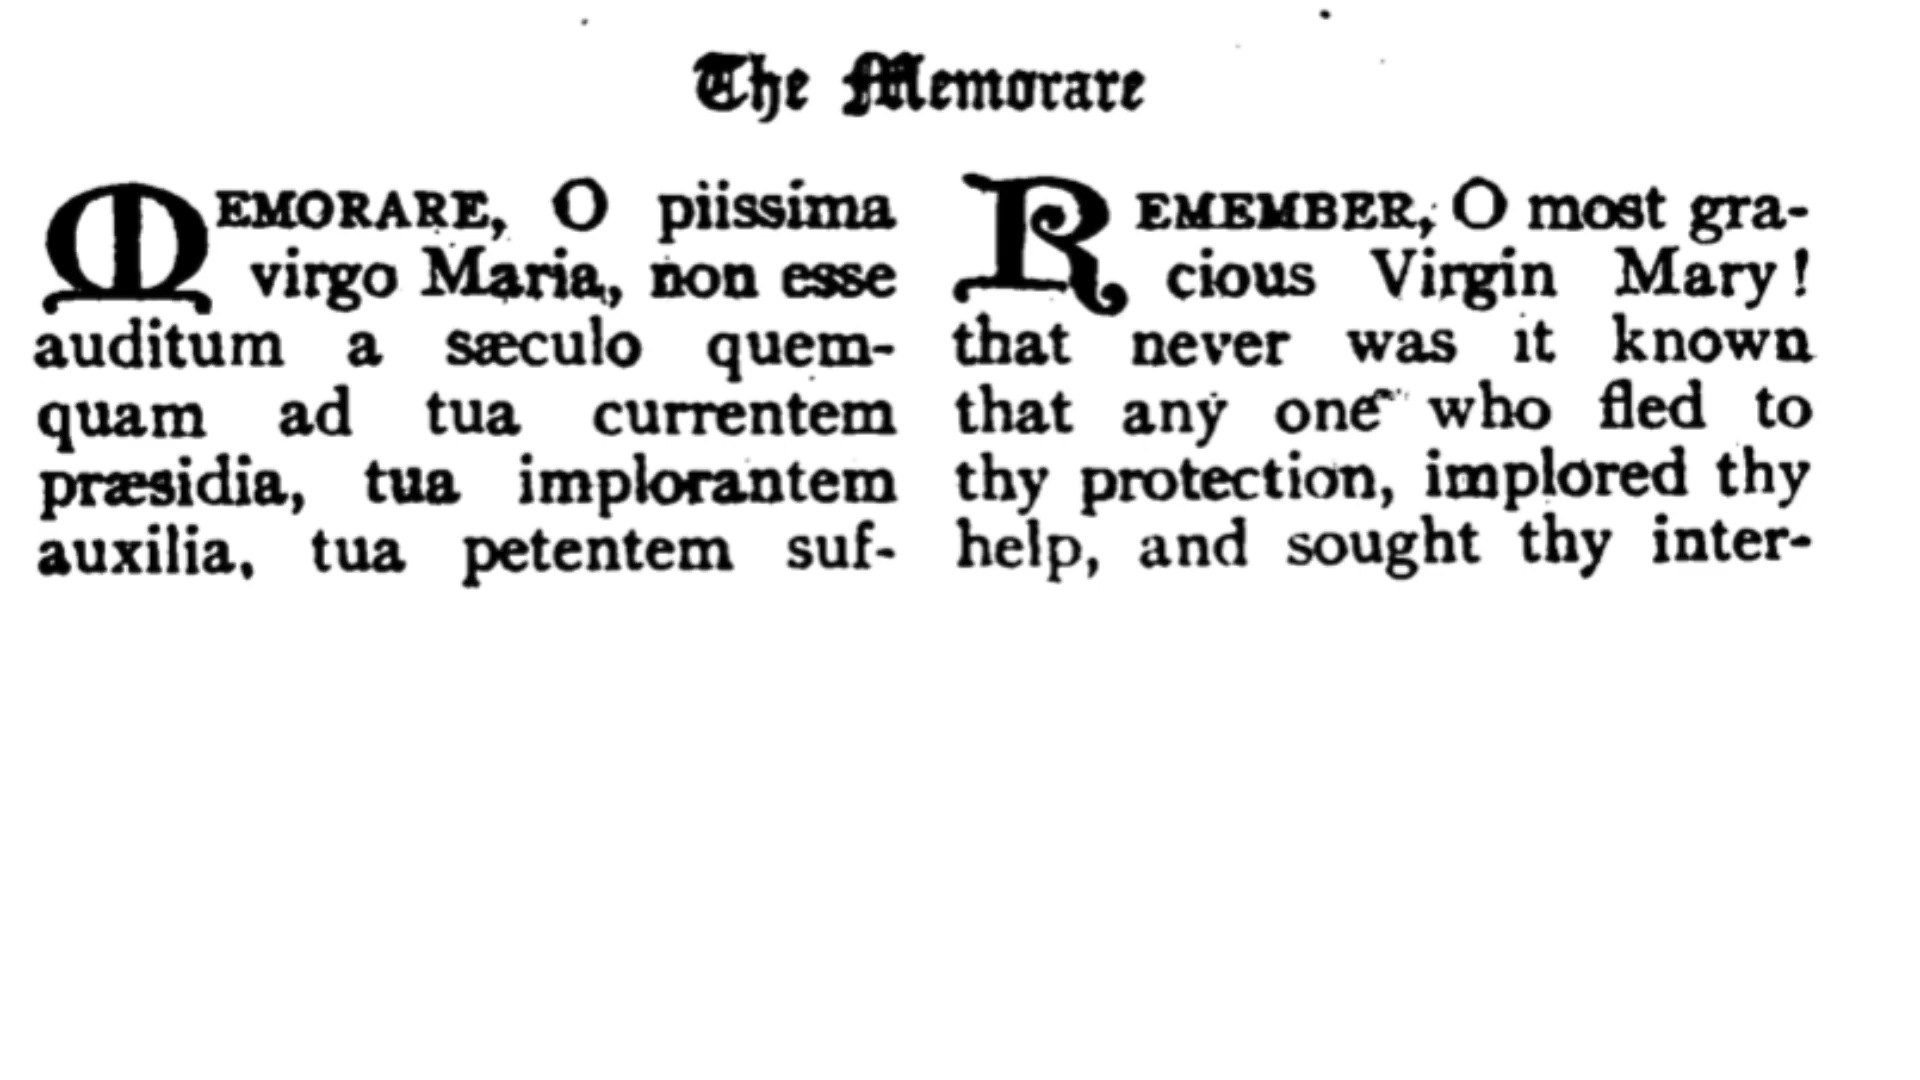 The Memorare
MEMORARE, O piissima
virgo Maria, non esse
auditum a sæculo quem-
quam ad tua currentem
præsidia, tua implorantem
auxilia, tua petentem suf-
REMEMBER, O most gra-
cious Virgin Mary!
that never was it known
that any one who fled to
thy protection, implored thy
help, and sought thy inter-